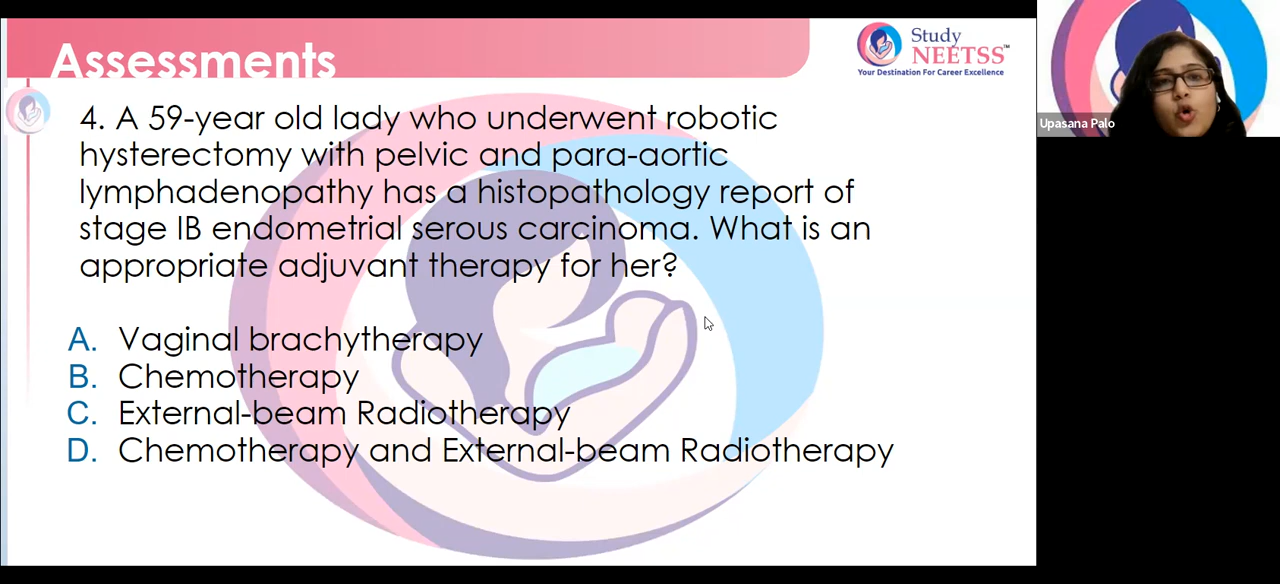 Assessments
Study
NEETSS™
Your Destination For Career Excellence
4. A 59-year old lady who underwent robotic
hysterectomy with pelvic and para-aortic
lymphadenopathy has a histopathology report of
stage IB endometrial serous carcinoma. What is an
appropriate adjuvant therapy for her?
A. Vaginal brachytherapy
B. Chemotherapy
C. External-beam Radiotherapy
D. Chemotherapy and External-beam Radiotherapy
Upasana Palo